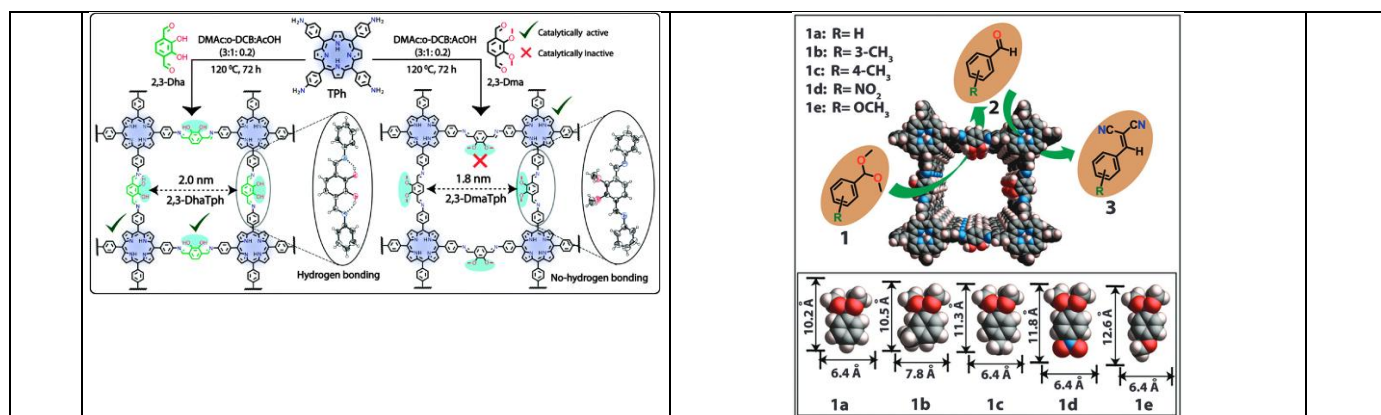 DMAc:o-DCB:AcOH
(3:1: 0.2)
120 ⁰C, 72 h
2,3-Dha
TPh
DMAc:o-DCB:AcOH
(3:1: 0.2)
120 ⁰C, 72 h
2,3-Dma
Catalytically active
Catalytically Inactive
2.0 nm
2,3-DhaTph
Hydrogen bonding
1.8 nm
2,3-DmaTph
No-hydrogen bonding
1a: R= H
1b: R= 3-CH₃
1c: R= 4-CH₃
1d: R= NO₂
1e: R= OCH₃
O
H
R
2
NC
CN
H
R
3
O
O
R
1
10.2 Å
6.4 Å
1a
10.5 Å
7.8 Å
1b
11.3 Å
6.4 Å
1c
11.8 Å
6.4 Å
1d
12.6 Å
6.4 Å
1e